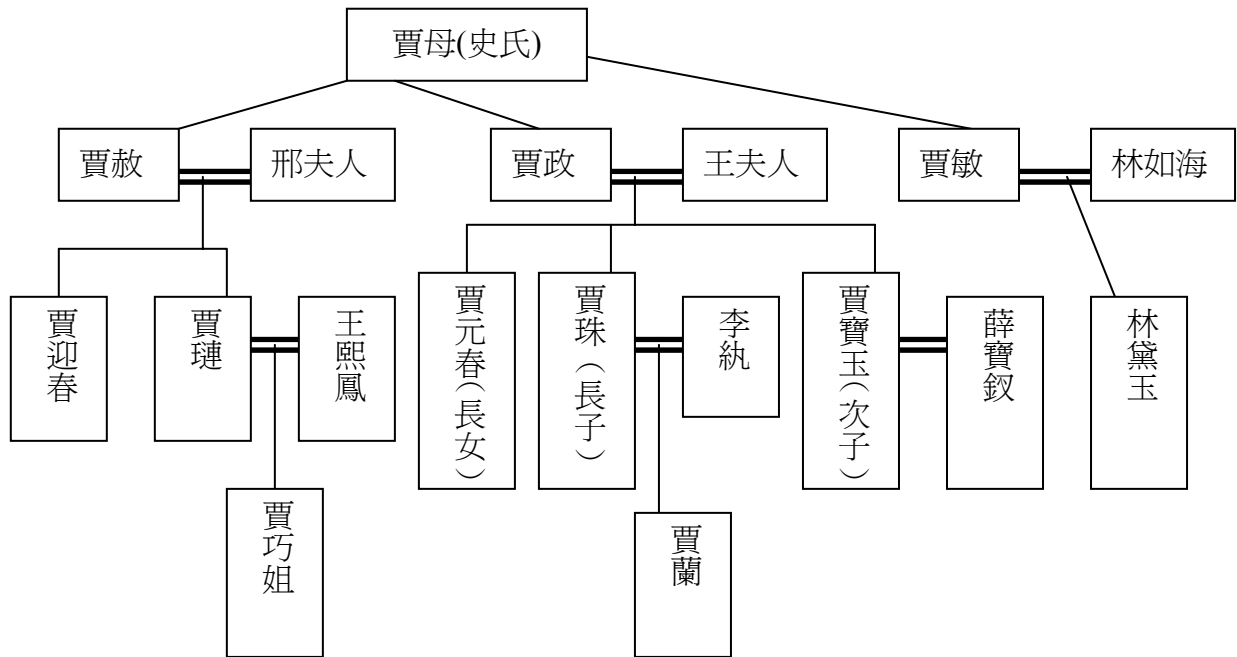 賈母(史氏)
賈赦
邢夫人
賈政
王夫人
賈敏
林如海
賈迎春
賈璉
王熙鳳
賈元春(長女)
賈珠(長子)
李紈
賈寶玉(次子)
薛寶釵
林黛玉
賈巧姐
賈蘭